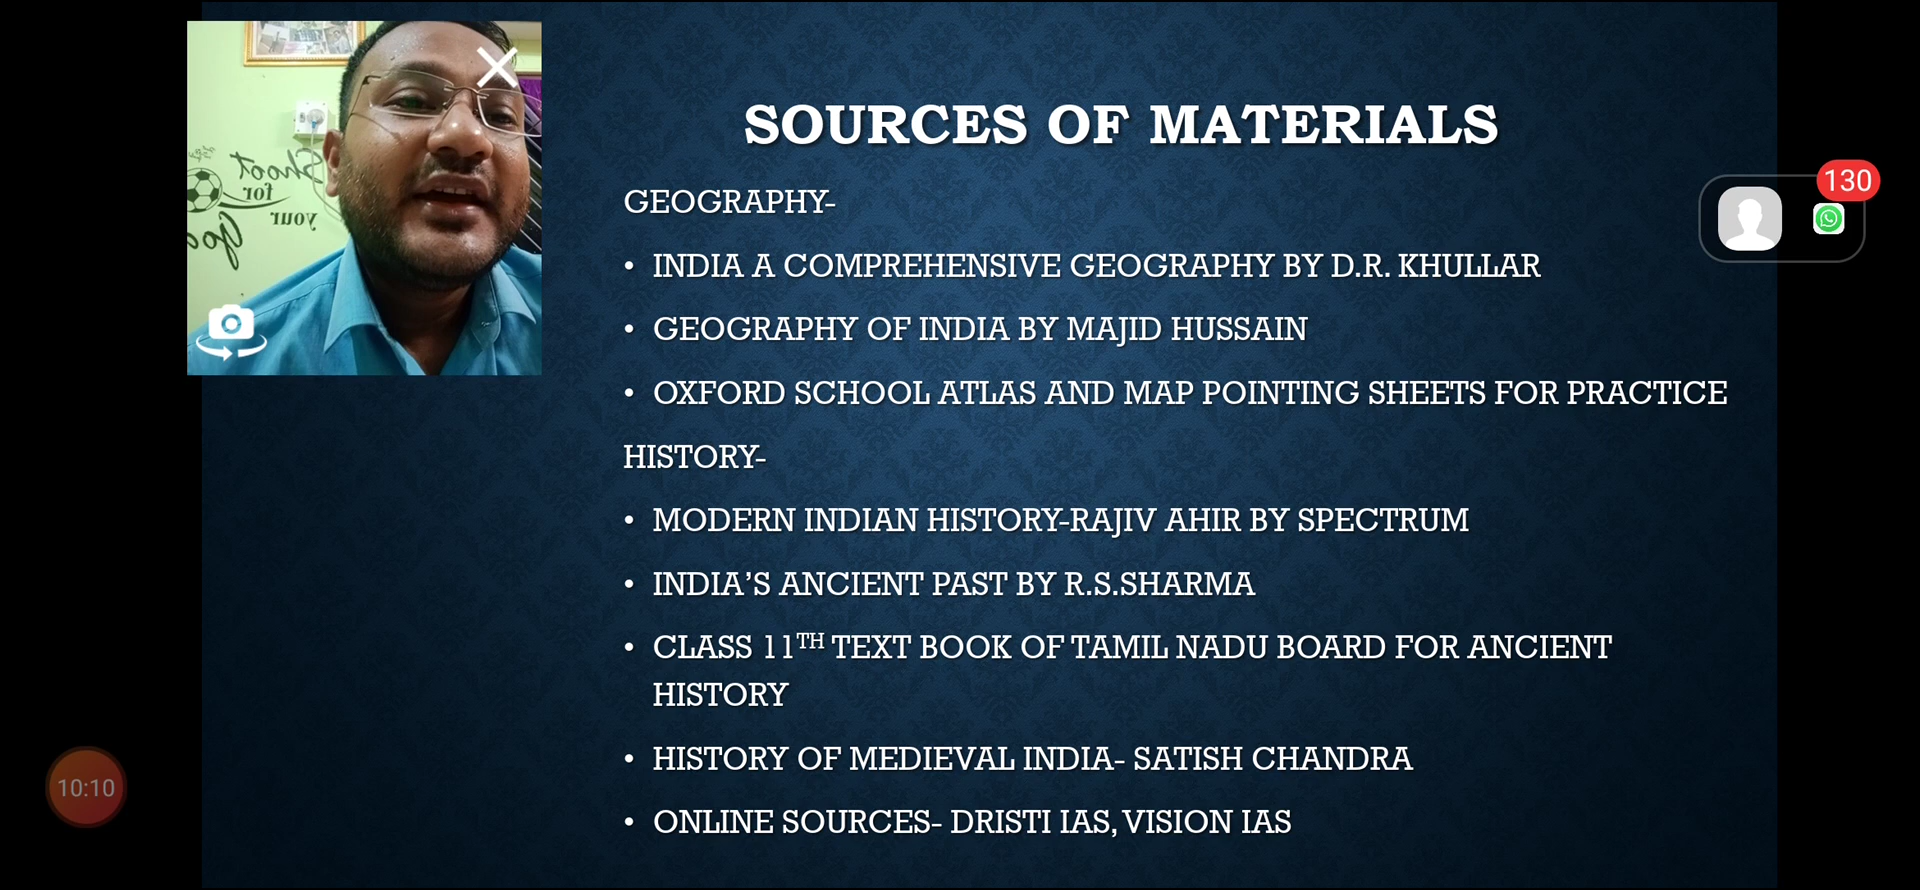 SOURCES OF MATERIALS
GEOGRAPHY-
• INDIA A COMPREHENSIVE GEOGRAPHY BY D.R. KHULLAR
• GEOGRAPHY OF INDIA BY MAJID HUSSAIN
• OXFORD SCHOOL ATLAS AND MAP POINTING SHEETS FOR PRACTICE
HISTORY-
• MODERN INDIAN HISTORY-RAJIV AHIR BY SPECTRUM
• INDIA'S ANCIENT PAST BY R.S.SHARMA
• CLASS 11TH TEXT BOOK OF TAMIL NADU BOARD FOR ANCIENT
HISTORY
• HISTORY OF MEDIEVAL INDIA- SATISH CHANDRA
• ONLINE SOURCES- DRISTI IAS, VISION IAS
Shoot
for
your
130
10:10